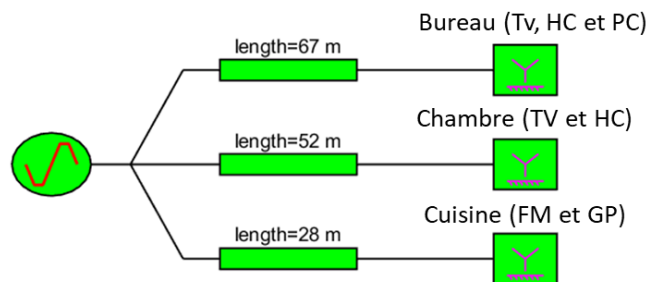 Bureau (Tv, HC et PC)
length=67 m
Chambre (TV et HC)
length=52 m
Cuisine (FM et GP)
length=28 m